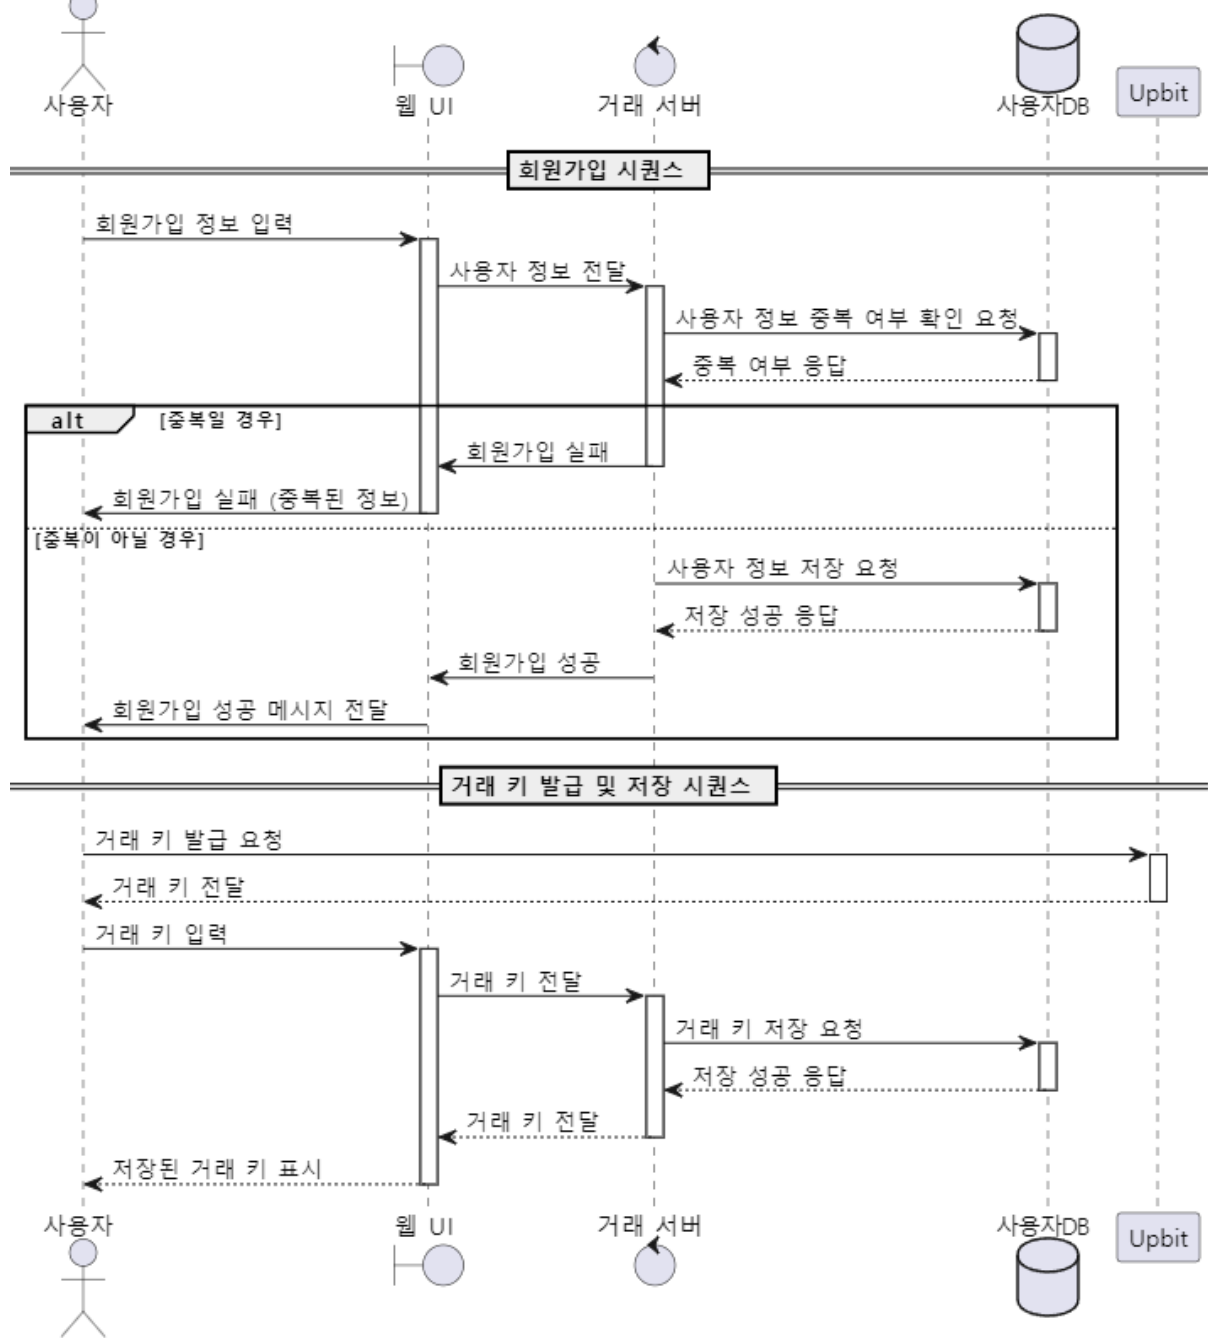 사용자
웹 UI
거래 서버
사용자DB
Upbit
회원가입 시퀀스
회원가입 정보 입력
사용자 정보 전달
사용자 정보 중복 여부 확인 요청
중복 여부 응답
alt
[중복일 경우]
회원가입 실패
회원가입 실패 (중복된 정보)
[중복이 아닐 경우]
사용자 정보 저장 요청
저장 성공 응답
회원가입 성공
회원가입 성공 메시지 전달
거래 키 발급 및 저장 시퀀스
거래 키 발급 요청
거래 키 전달
거래 키 입력
거래 키 전달
거래 키 저장 요청
저장 성공 응답
거래 키 전달
저장된 거래 키 표시
사용자
웹 UI
거래 서버
사용자DB
Upbit